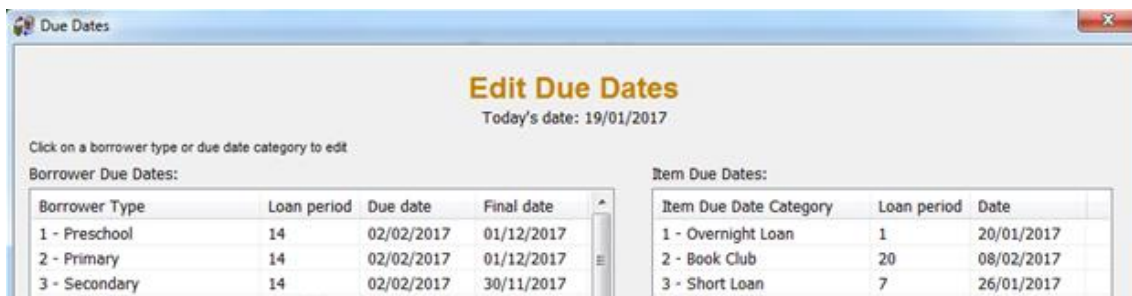 Due Dates
Edit Due Dates
Today's date: 19/01/2017
Click on a borrower type or due date category to edit
Borrower Due Dates:
Borrower Type Loan period Due date Final date
1 - Preschool 14 02/02/2017 01/12/2017
2 - Primary 14 02/02/2017 01/12/2017
3 - Secondary 14 02/02/2017 30/11/2017
Item Due Dates:
Item Due Date Category Loan period Date
1 - Overnight Loan 1 20/01/2017
2 - Book Club 20 08/02/2017
3 - Short Loan 7 26/01/2017